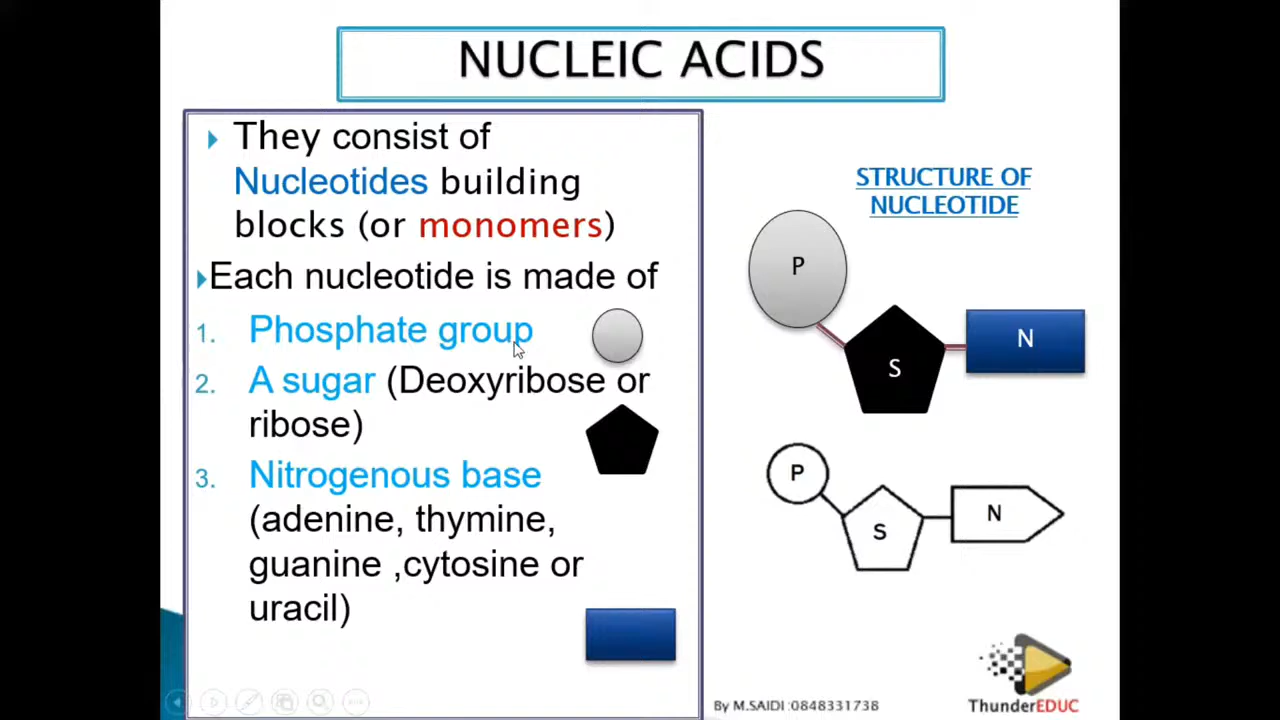 NUCLEIC ACIDS
They consist of
Nucleotides building
blocks (or monomers)
Each nucleotide is made of
1. Phosphate group
2. A sugar (Deoxyribose or
ribose)
3. Nitrogenous base
(adenine, thymine,
guanine ,cytosine or
uracil)
STRUCTURE OF
NUCLEOTIDE
P
S
N
P
S
N
By M.SAIDI :0848331738
ThunderEDUC